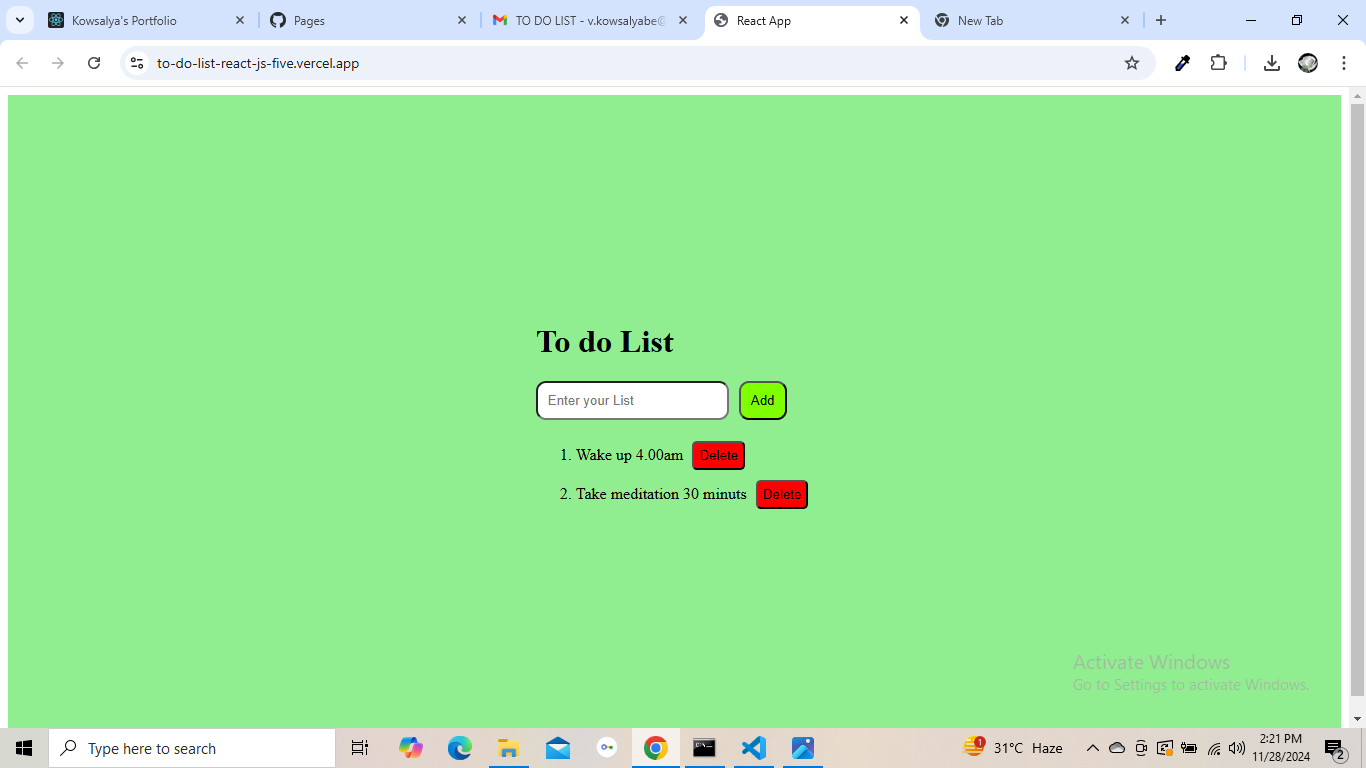 Kowsalya's Portfolio
Pages
TO DO LIST - v.kowsalyabe@
React App
New Tab
to-do-list-react-js-five.vercel.app
To do List
Enter your List
Add
1. Wake up 4.00am Delete
2. Take meditation 30 minuts Delete
Activate Windows
Go to Settings to activate Windows.
Type here to search
1
31°C Haze
2:21 PM
11/28/2024
2